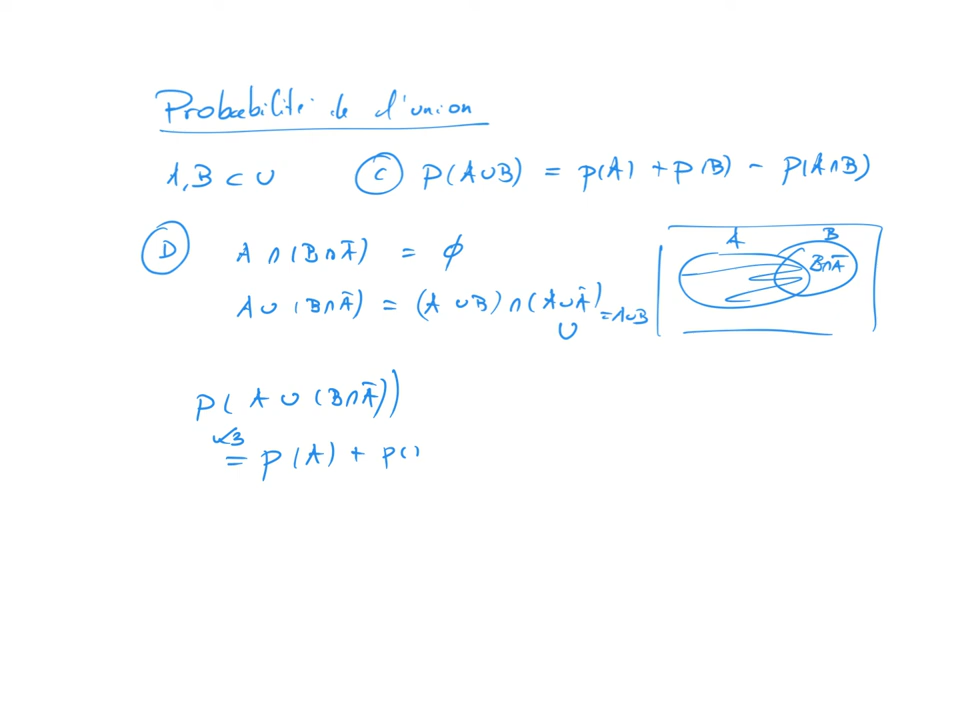 Probabilité de l'union
A, B ⊂ U    Ⓒ P(A∪B) = P(A) + P(B) − P(A∩B)
Ⓓ A ∩ (B∩Ā) = ϕ
A ∪ (B∩Ā) = (A ∪ B) ∩ (A∪Ā) = A∪B
U
A B
B∩Ā
P( A ∪ (B∩Ā))
= P(A) + P()